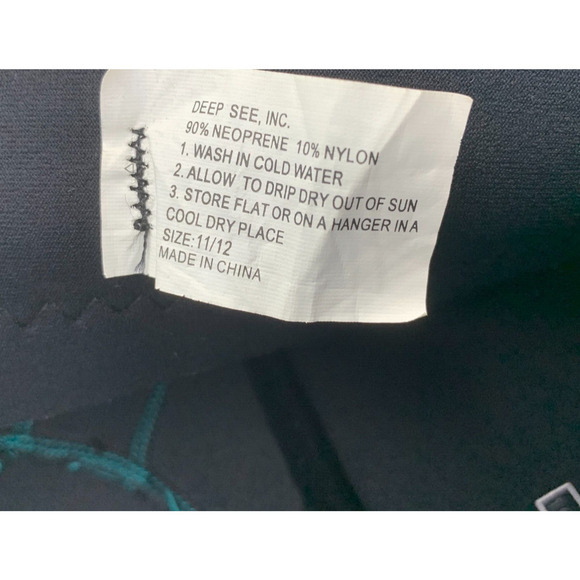 DEEP SEE, INC.
90% NEOPRENE 10% NYLON
1. WASH IN COLD WATER
2. ALLOW TO DRIP DRY OUT OF SUN
3. STORE FLAT OR ON A HANGER IN A
COOL DRY PLACE
SIZE:11/12
MADE IN CHINA